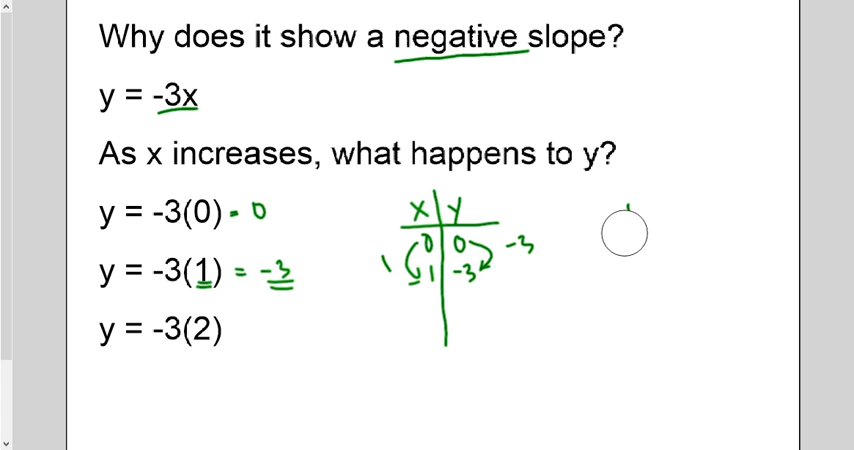 Why does it show a negative slope?
y = -3x
As x increases, what happens to y?
y = -3(0) = 0
y = -3(1) = -3
y = -3(2)
x y
0 0 -3
1 1 -3